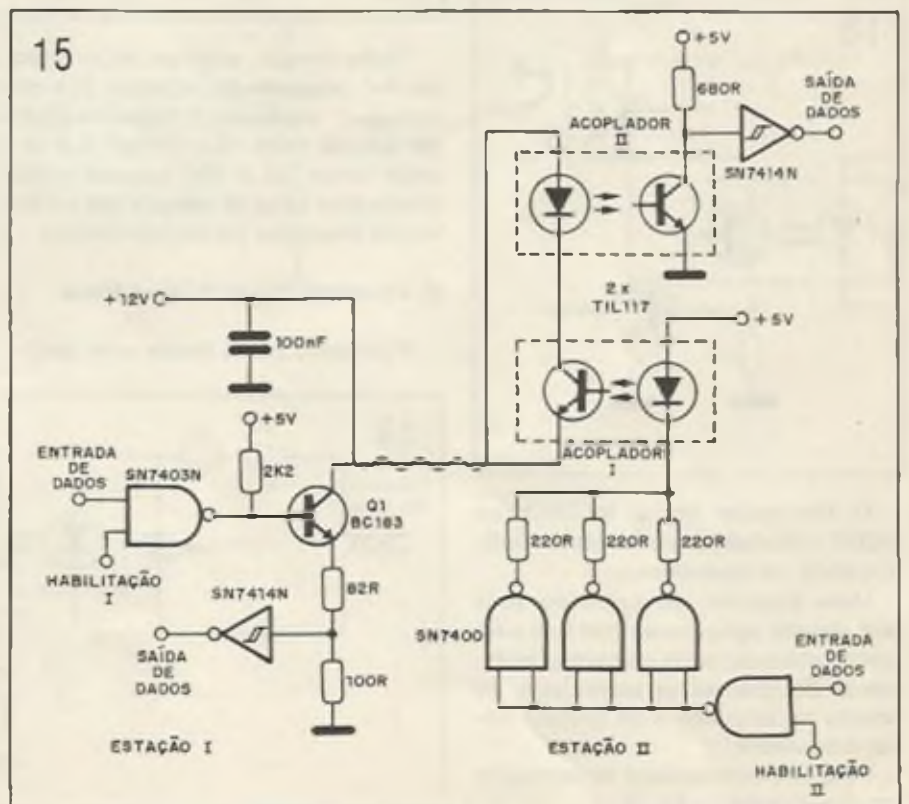 15
+5V
680R
SAÍDA
DE
DADOS
ACOPLADOR
II
SN7414N
2 x
TIL117
+12V
+5V
100nF
+5V
ENTRADA
DE
DADOS
SN7403N
2K2
ACOPLADOR
I
Q1
BC183
220R
220R
220R
HABILITAÇÃO
I
SN7414N
82R
SN7400
ENTRADA
DE
DADOS
SAÍDA
DE
DADOS
100R
ESTAÇÃO I
ESTAÇÃO II
HABILITAÇÃO
II